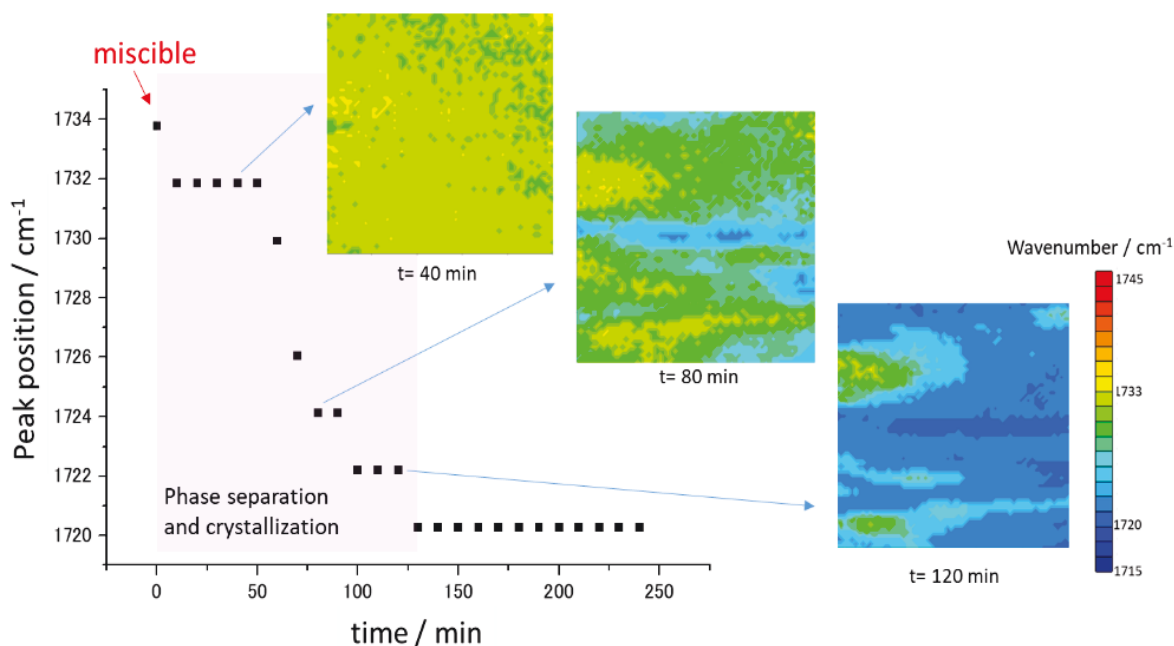 miscible
Peak position / cm-1
1734
1732
1730
1728
1726
1724
1722
1720
Phase separation
and crystallization
0
50
100
150
200
250
time / min
t= 40 min
t= 80 min
t= 120 min
Wavenumber / cm-1
1745
1733
1720
1715